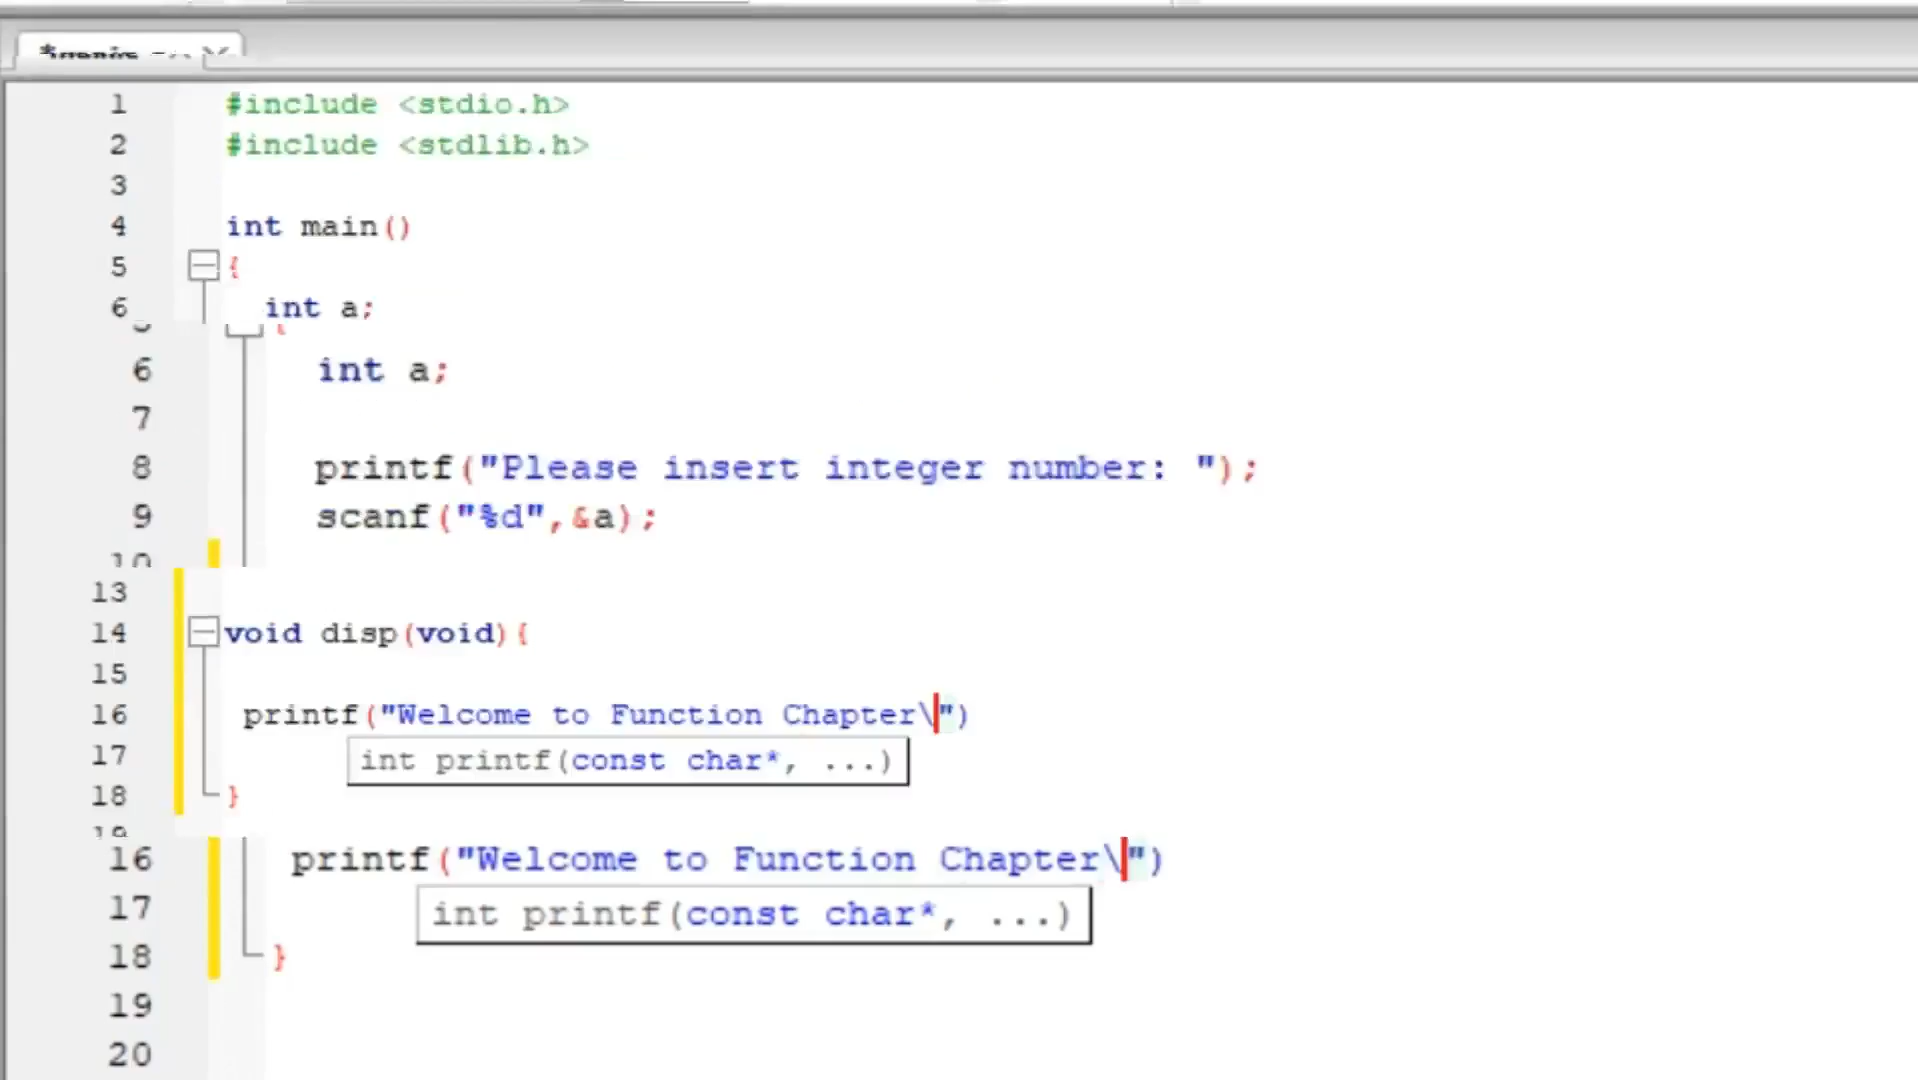 1 #include <stdio.h>
2 #include <stdlib.h>
3
4 int main()
5 {
6 int a;
6 int a;
7
8 printf("Please insert integer number: ");
9 scanf("%d",&a);
10
13
14 void disp(void){
15
16 printf("Welcome to Function Chapter\")
17 int printf(const char*, ...)
18 }
19
16 printf("Welcome to Function Chapter\")
17 int printf(const char*, ...)
18 }
19
20